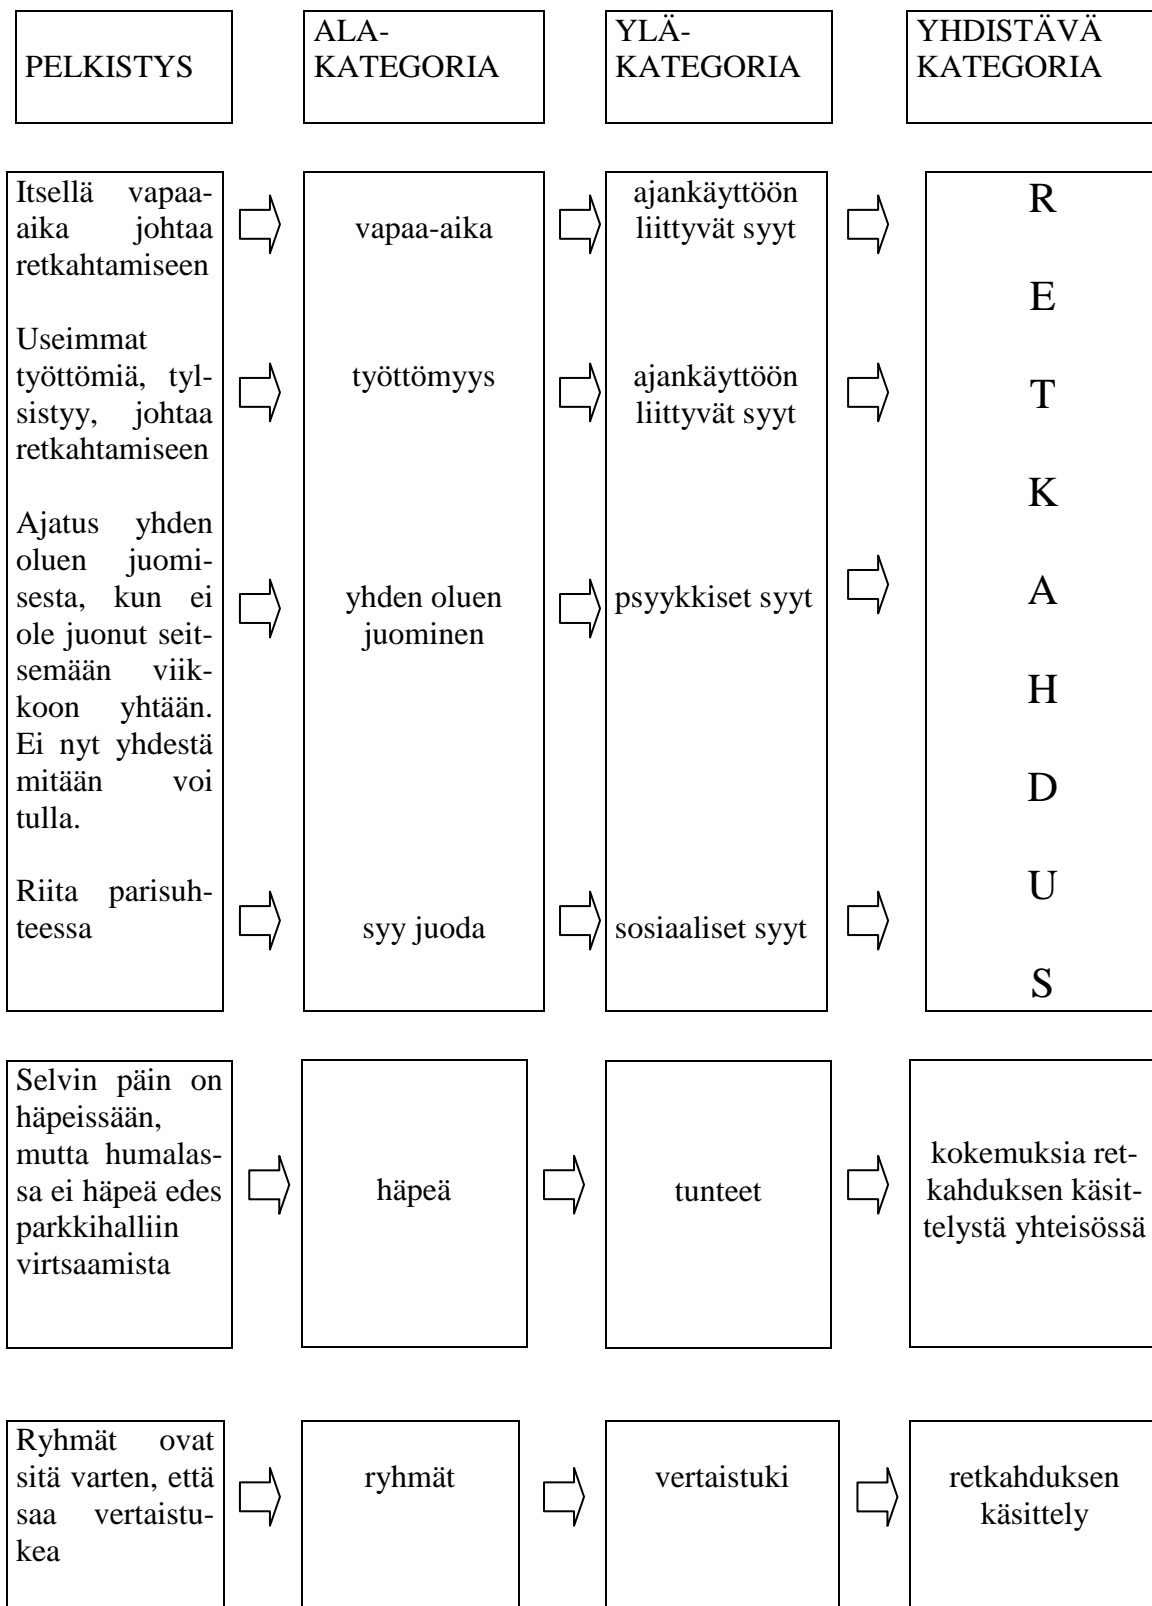 PELKISTYS
ALA-
KATEGORIA
YLÄ-
KATEGORIA
YHDISTÄVÄ
KATEGORIA
Itsellä vapaa-
aika johtaa
retkahtamiseen
vapaa-aika
ajankäyttöön
liittyvät syyt
Useimmat
työttömiä, tyl-
sistyy, johtaa
retkahtamiseen
työttömyys
ajankäyttöön
liittyvät syyt
Ajatus yhden
oluen juomi-
sesta, kun ei
ole juonut seit-
semään viik-
koon yhtään.
Ei nyt yhdestä
mitään voi
tulla.
yhden oluen
juominen
psyykkiset syyt
Riita parisuh-
teessa
syy juoda
sosiaaliset syyt
R
E
T
K
A
H
D
U
S
Selvin päin on
häpeissään,
mutta humalas-
sa ei häpeä edes
parkkihalliin
virtsaamista
häpeä
tunteet
kokemuksia ret-
kahduksen käsit-
telystä yhteisössä
Ryhmät ovat
sitä varten, että
saa vertaistu-
kea
ryhmät
vertaistuki
retkahduksen
käsittely